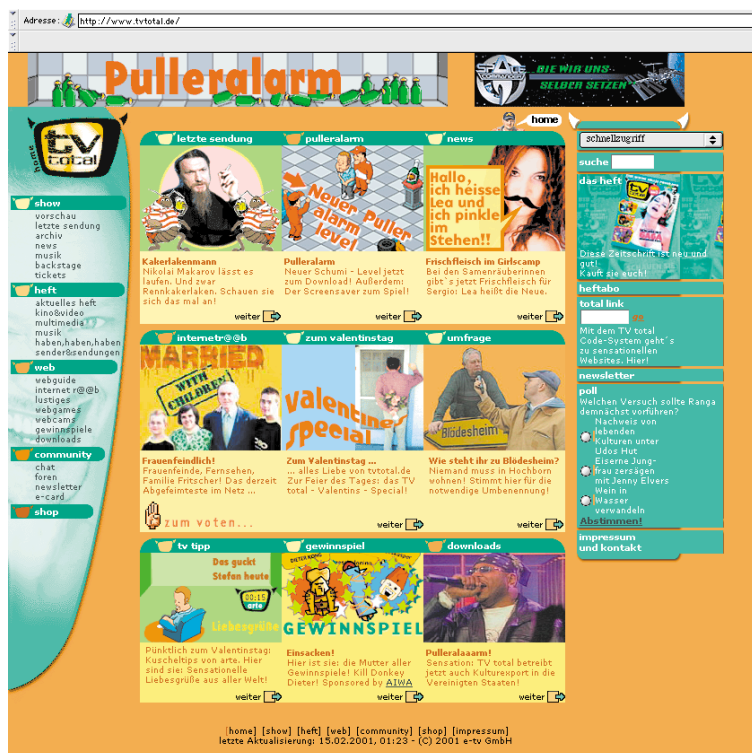 Adresse: http://www.tvtotal.de/
Pulleralarm
SPACE COMMANDER
DIE WIR UNS
SELBER SETZEN
home
home
tv
total
show
vorschau
letzte sendung
archiv
news
musik
backstage
tickets
heft
aktuelles heft
kino&video
multimedia
musik
haben,haben,haben
sender&sendungen
web
webguide
internet r@@b
lustiges
webgames
webcams
gewinnspiele
downloads
community
chat
foren
newsletter
e-card
shop
letzte sendung
Kakerlakenmann
Nikolai Makarov lässt es
laufen. Und zwar
Rennkakerlaken. Schauen sie
sich das mal an!
weiter
pulleralarm
Neuer Puller
alarm
level
Pulleralarm
Neuer Schumi - Level jetzt
zum Download! Außerdem:
Der Screensaver zum Spiel!
weiter
news
Hallo,
ich heisse
Lea und
ich pinkle
im
Stehen!!
Frischfleisch im Girlscamp
Bei den Samenräuberinnen
gibt`s jetzt Frischfleisch für
Sergio: Lea heißt die Neue.
weiter
internetr@@b
MARRIED
WITH
CHILDREN!
Frauenfeindlich!
Frauenfeinde, Fernsehen,
Familie Fritscher! Das derzeit
Abgefeimteste im Netz ...
zum voten...
zum valentinstag
Valentines
Special
Zum Valentinstag ...
... alles Liebe von tvtotal.de
Zur Feier des Tages: das TV
total - Valentins - Special!
weiter
umfrage
Blödesheim
Wie steht ihr zu Blödesheim?
Niemand muss in Hochborn
wohnen! Stimmt hier für die
notwendige Umbenennung!
weiter
tv tipp
Das guckt
Stefan heute
00:15
arte
Liebesgrüße
Pünktlich zum Valentinstag:
Kuscheltips von arte. Hier
sind sie: Sensationelle
Liebesgrüße aus aller Welt!
weiter
gewinnspiel
GEWINNSPIEL
Einsacken!
Hier ist sie: die Mutter aller
Gewinnspiele! Kill Donkey
Dieter! Sponsored by AIWA
weiter
downloads
Pulleralaaarm!
Sensation: TV total betreibt
jetzt auch Kulturexport in die
Vereinigten Staaten!
weiter
schnellzugriff
suche
das heft
Diese Zeitschrift ist neu und
gut!
Kauft sie euch!
heftabo
total link
Mit dem TV total
Code-System geht´s
zu sensationellen
Websites. Hier!
newsletter
poll
Welchen Versuch sollte Ranga
demnächst vorführen?
Nachweis von
lebenden
Kulturen unter
Udos Hut
Eiserne Jung-
frau zersägen
mit Jenny Elvers
Wein in
Wasser
verwandeln
Abstimmen!
impressum
und kontakt
[home] [show] [heft] [web] [community] [shop] [impressum]
letzte Aktualisierung: 15.02.2001, 01:23 - (C) 2001 e-tv GmbH